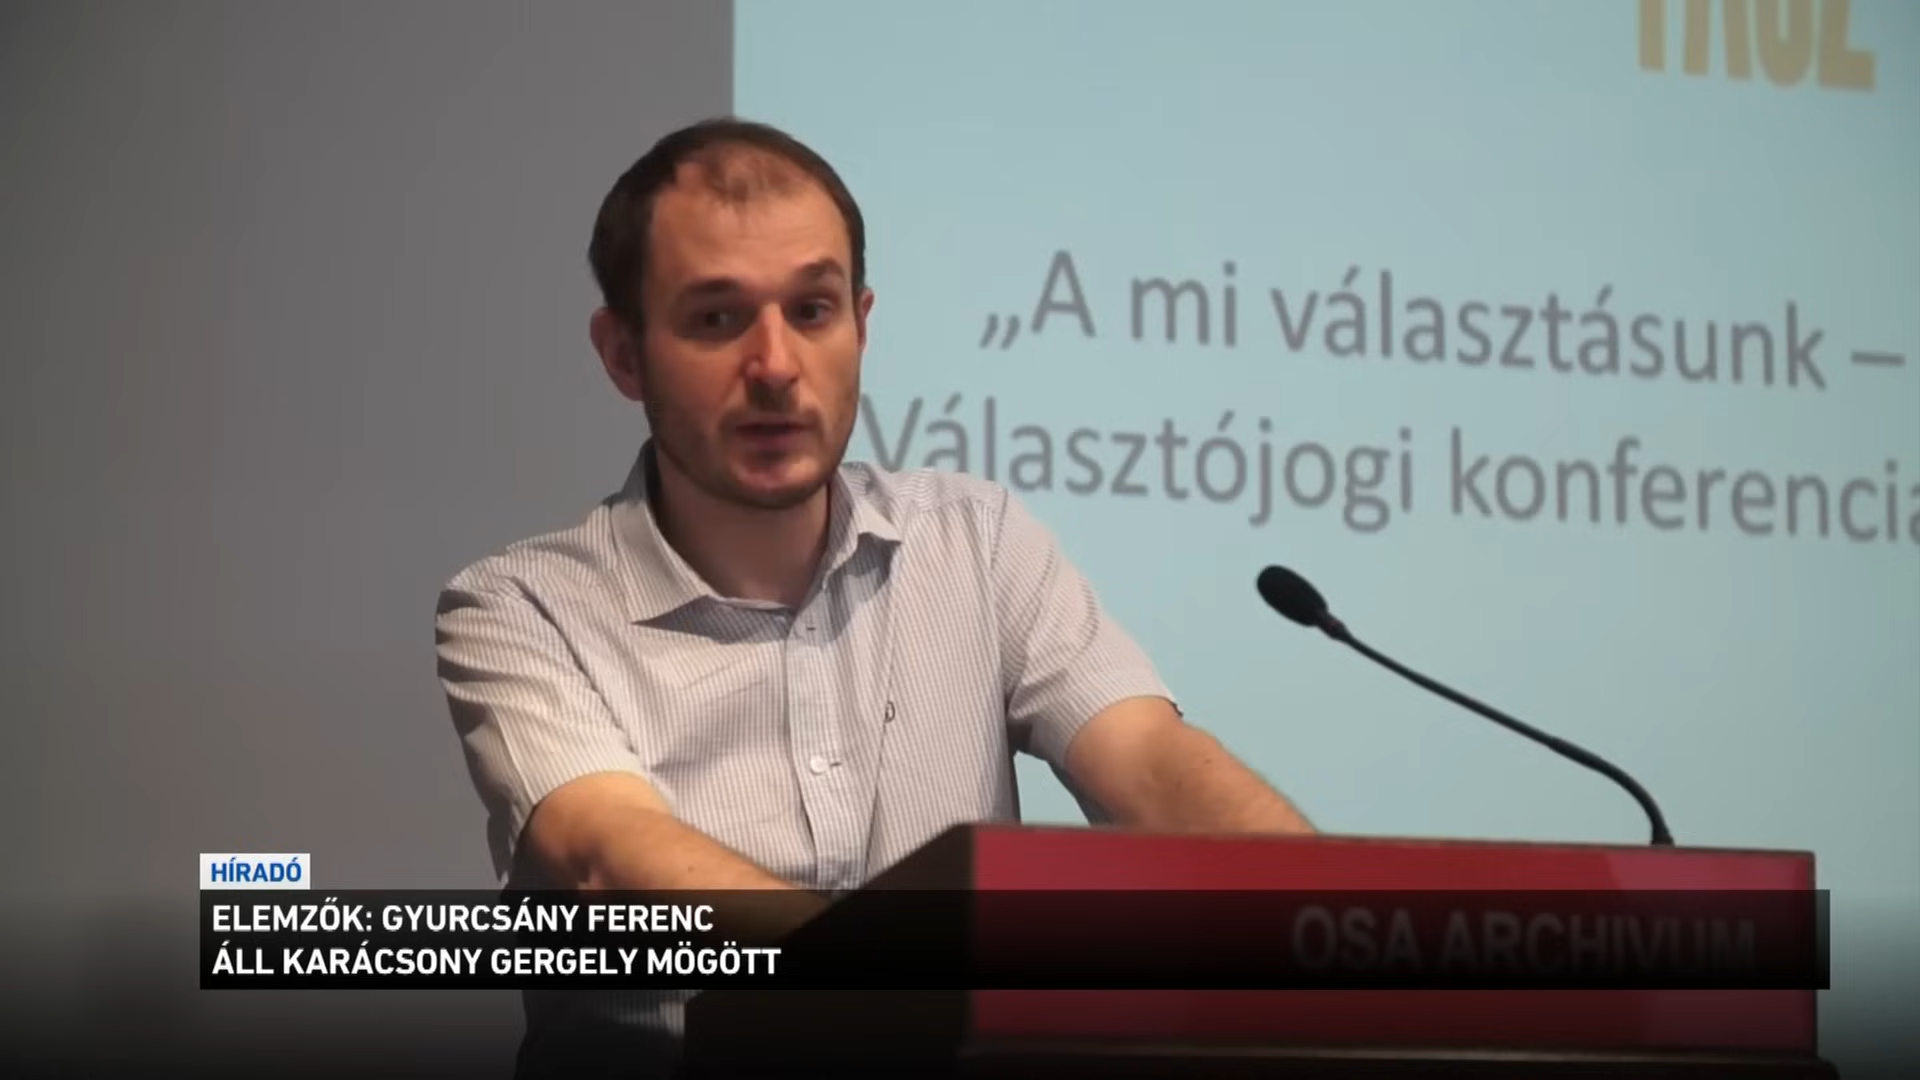 „A mi választásunk –
Választójogi konferencia
OSA ARCHIVUM
HÍRADÓ
ELEMZŐK: GYURCSÁNY FERENC
ÁLL KARÁCSONY GERGELY MÖGÖTT